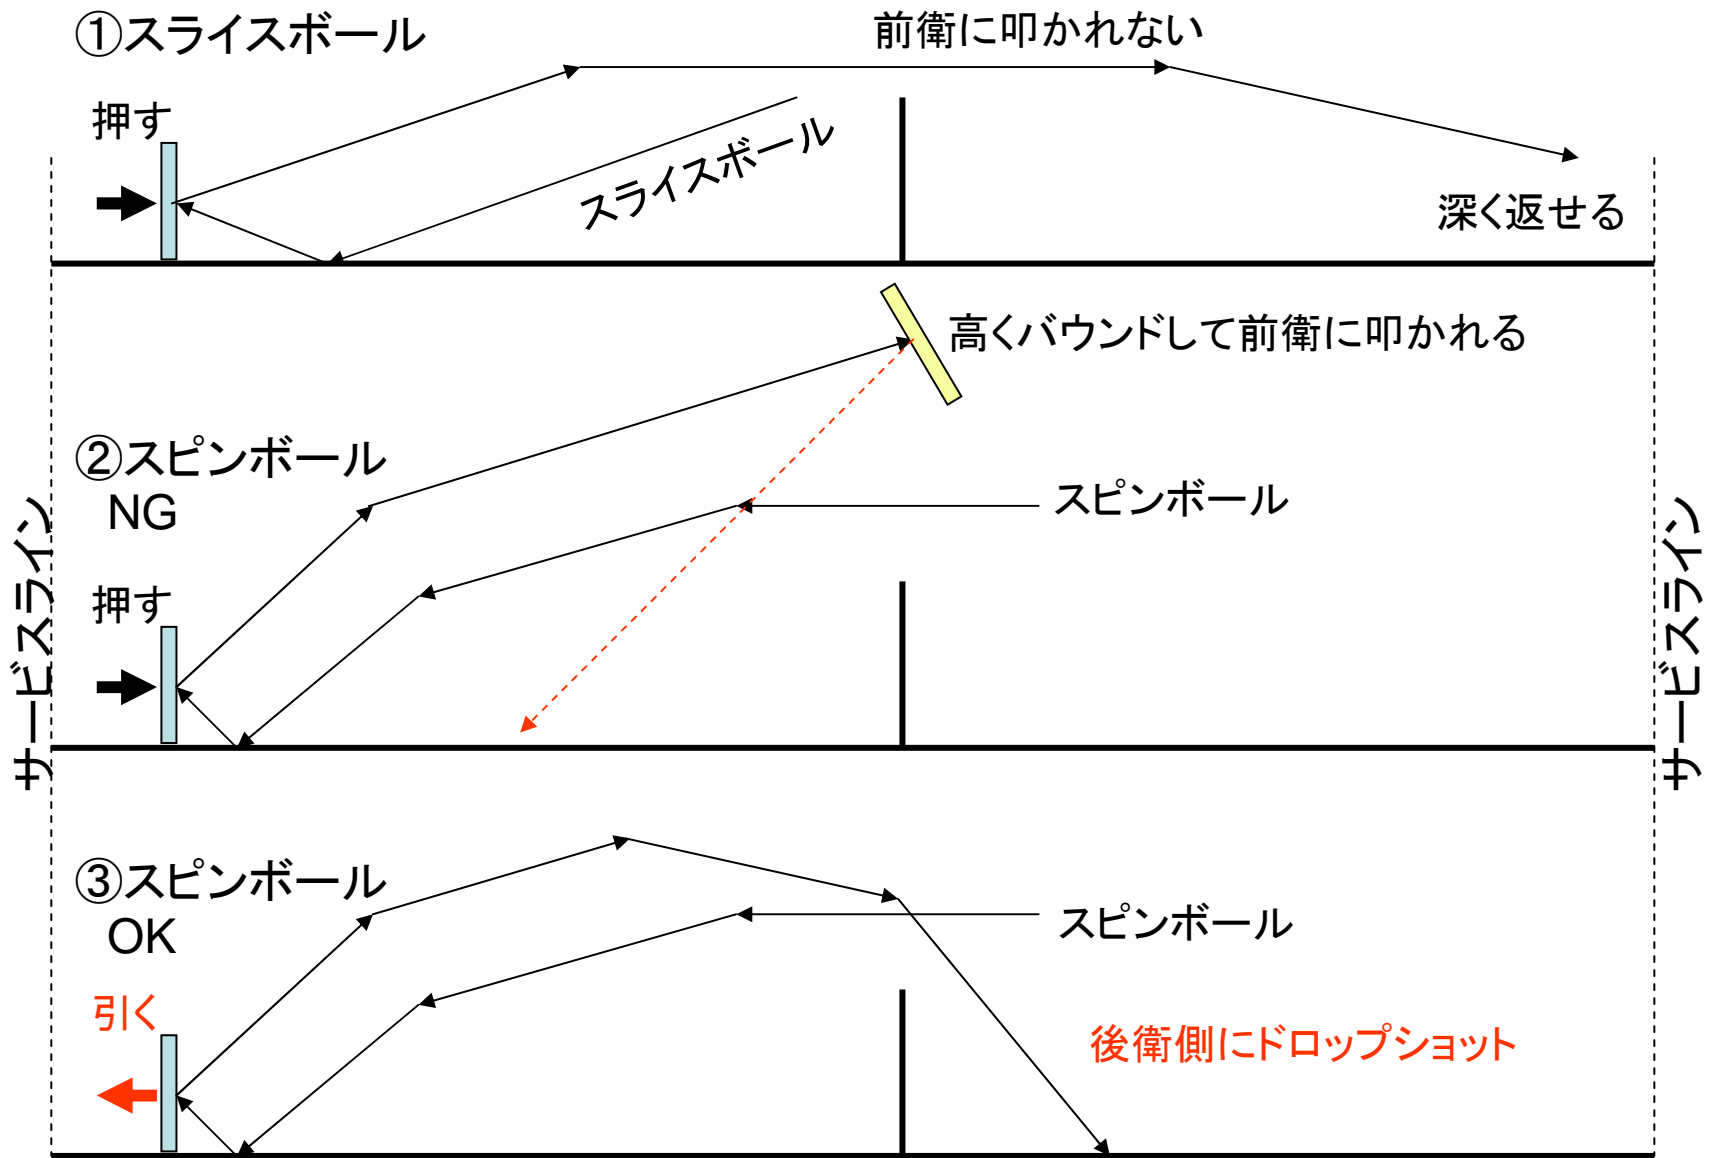 ①スライスボール
前衛に叩かれない
押す
スライスボール
深く返せる
高くバウンドして前衛に叩かれる
②スピンボール
NG
スピンボール
押す
サービスライン
サービスライン
③スピンボール
OK
スピンボール
引く
後衛側にドロップショット